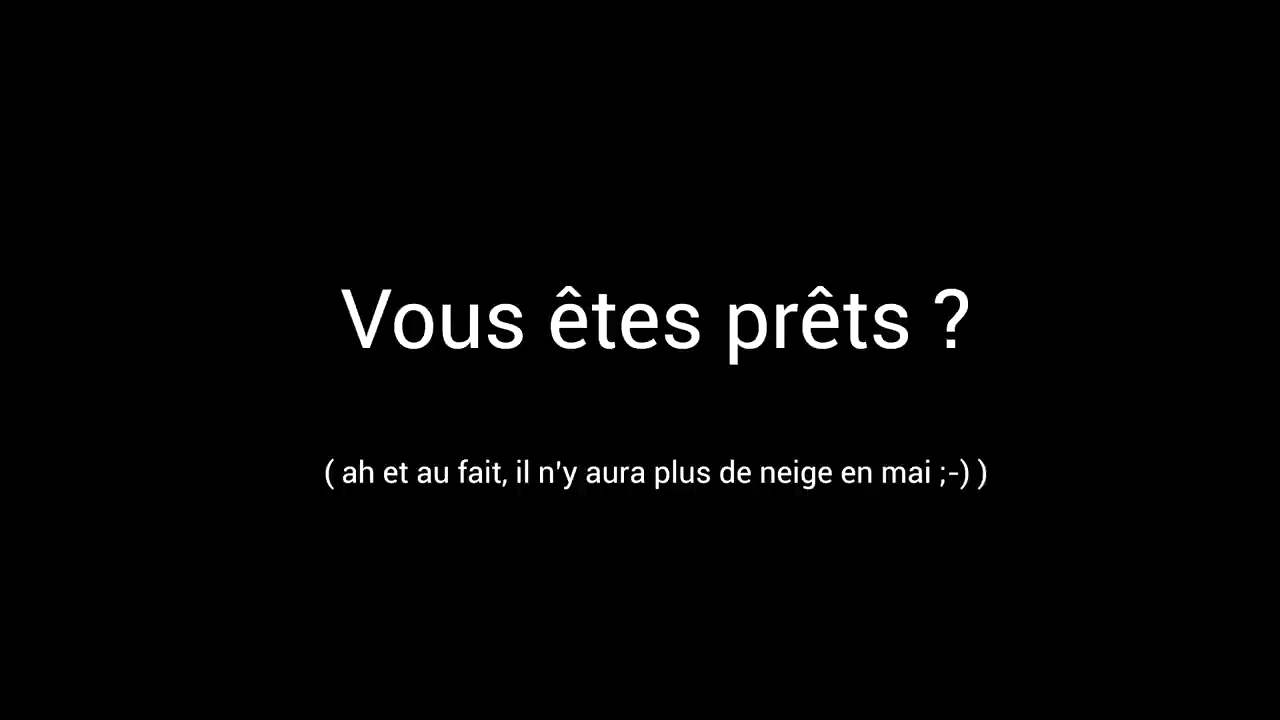 Vous êtes prêts ?
( ah et au fait, il n'y aura plus de neige en mai ;-) )